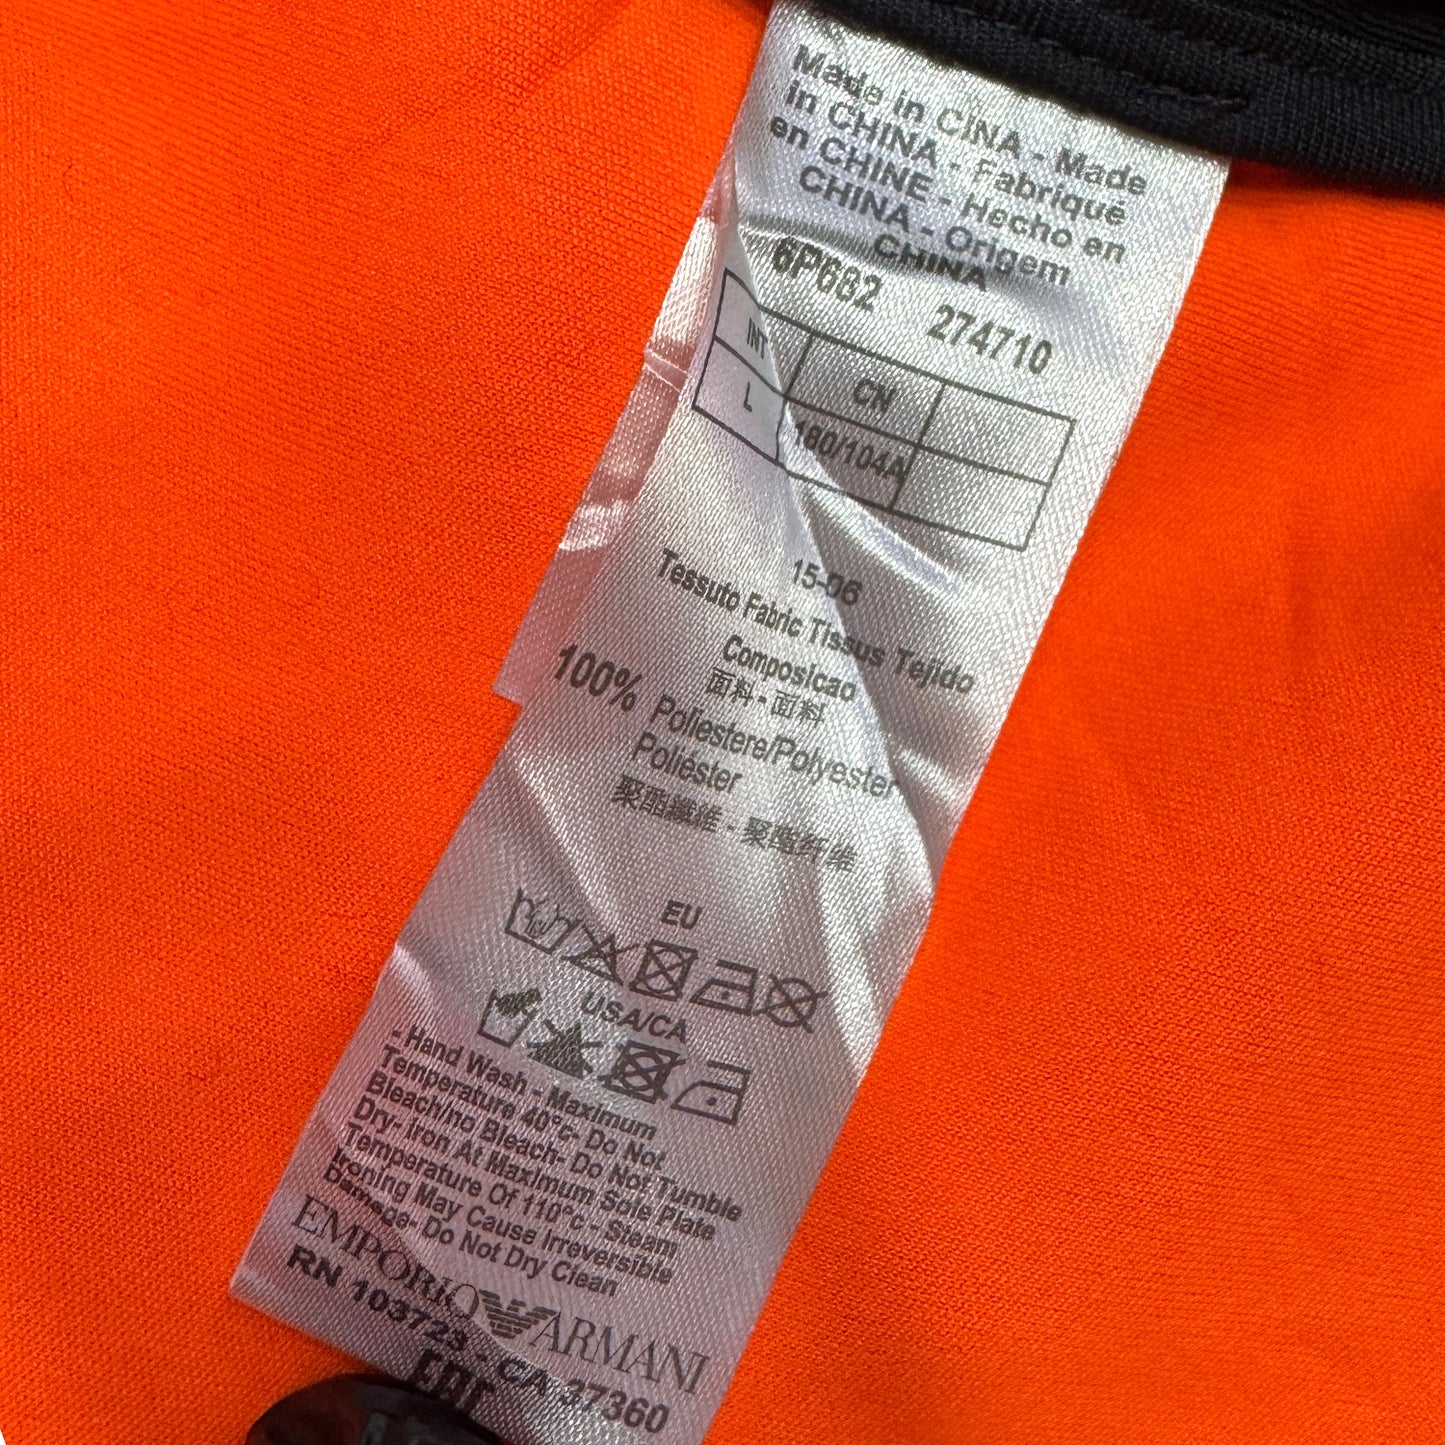 Made in CINA - Made
in CHINA - Fabriqué
en CHINE - Hecho en
CHINA - Origem
CHINA
6P682 274710
INT CN
L 180/104A
15-06
Tessuto Fabric Tissus Tejido
Composicao
面料 - 面料
100% Poliestere/Polyester
Poliéster
聚酯纖維 - 聚酯纤维
EU
USA/CA
- Hand Wash - Maximum
Temperature 40°c- Do Not
Bleach/no Bleach- Do Not Tumble
Dry- Iron At Maximum Sole Plate
Temperature Of 110°c - Steam
Ironing May Cause Irreversible
Damage- Do Not Dry Clean
EMPORIO ARMANI
RN 103723 - CA 37360
EAC